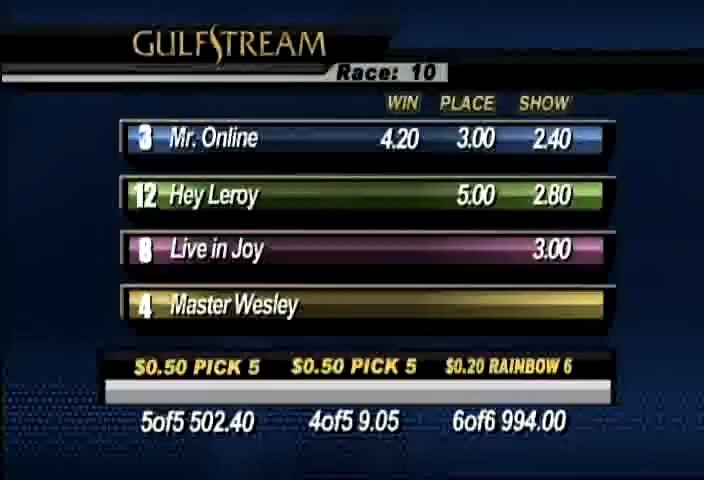 GULFSTREAM
Race: 10
WIN PLACE SHOW
3 Mr. Online 4.20 3.00 2.40
12 Hey Leroy 5.00 2.80
8 Live in Joy 3.00
4 Master Wesley
$0.50 PICK 5 $0.50 PICK 5 $0.20 RAINBOW 6
5of5 502.40 4of5 9.05 6of6 994.00